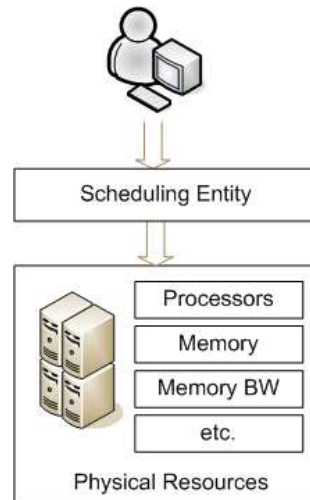 Scheduling Entity
Processors
Memory
Memory BW
etc.
Physical Resources